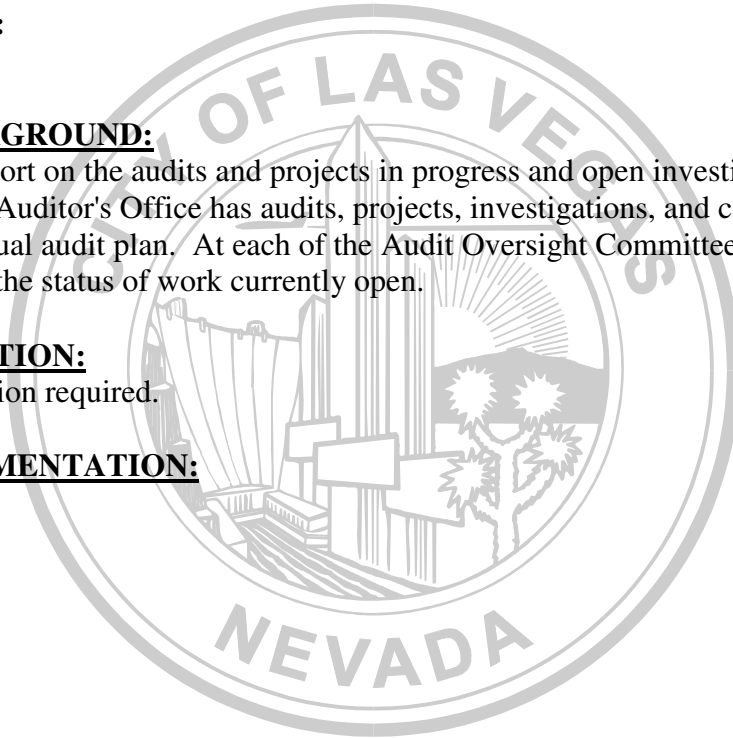 :
GROUND:
ort on the audits and projects in progress and open investi
Auditor's Office has audits, projects, investigations, and c
ual audit plan. At each of the Audit Oversight Committee
the status of work currently open.
TION:
ion required.
MENTATION:
CITY OF LAS VEGAS
NEVADA